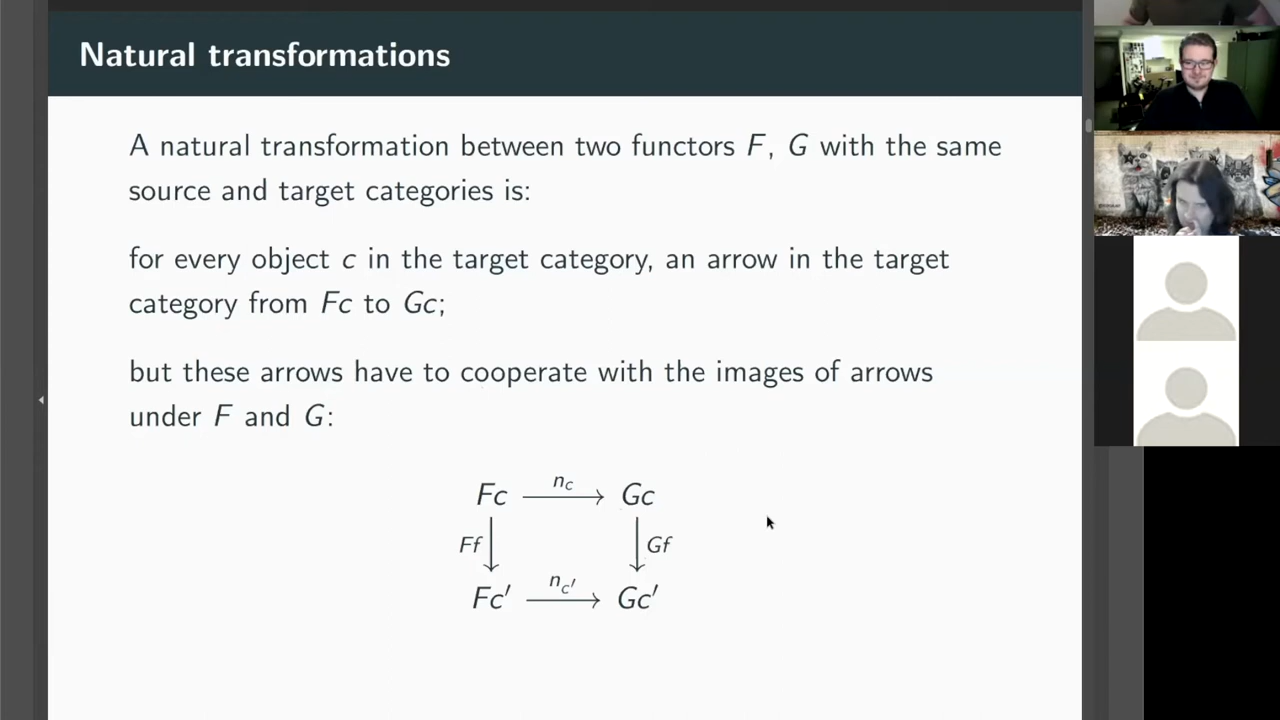 Natural transformations
A natural transformation between two functors F, G with the same
source and target categories is:
for every object c in the target category, an arrow in the target
category from Fc to Gc;
but these arrows have to cooperate with the images of arrows
under F and G:
Fc n_c Gc
Ff Gf
Fc′ n_c′ Gc′